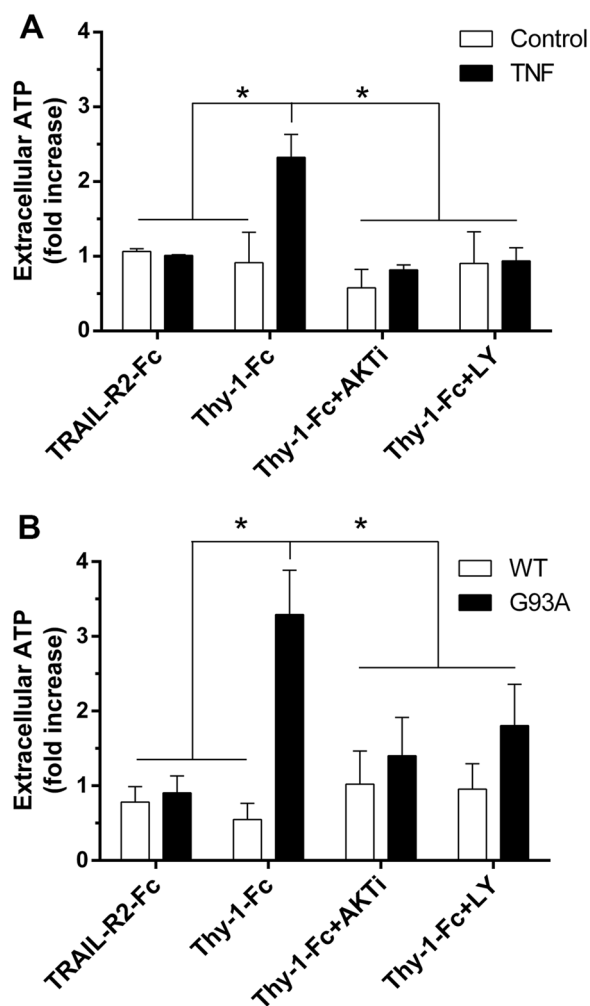 A
Control
TNF
Extracellular ATP
(fold increase)
4
3
2
1
0
*
*
TRAIL-R2-Fc
Thy-1-Fc
Thy-1-Fc+AKTi
Thy-1-Fc+LY
B
WT
G93A
Extracellular ATP
(fold increase)
4
3
2
1
0
*
*
TRAIL-R2-Fc
Thy-1-Fc
Thy-1-Fc+AKTi
Thy-1-Fc+LY